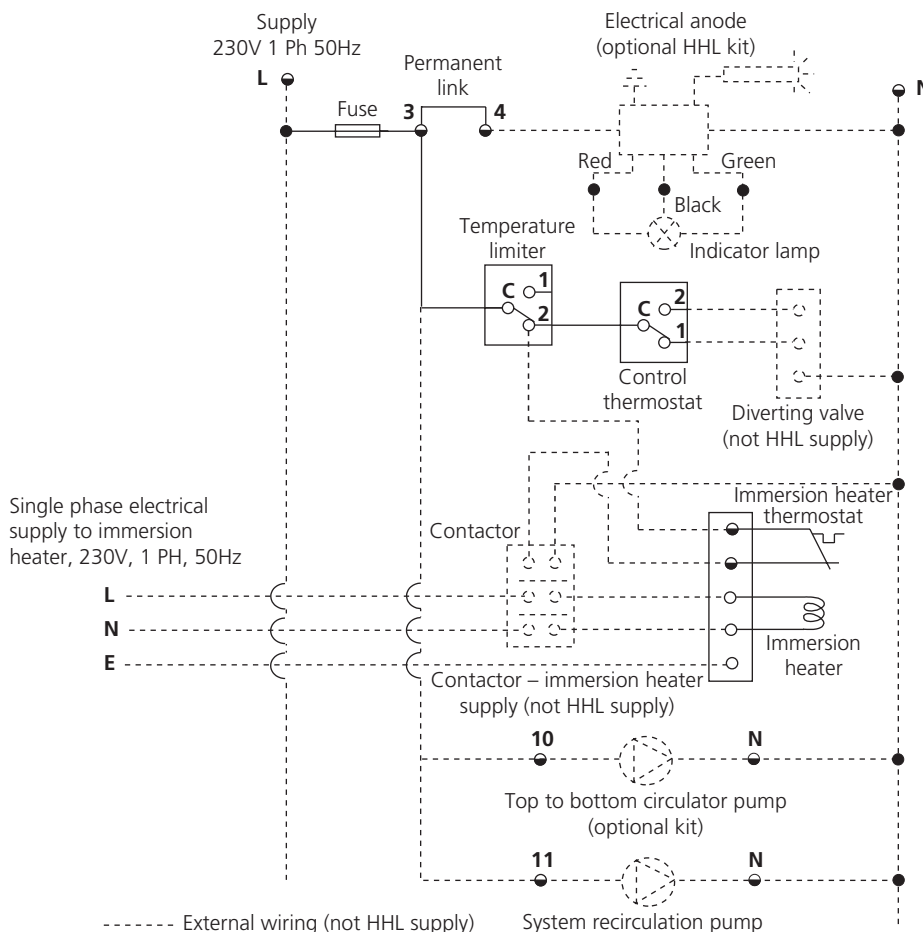 Supply
230V 1 Ph 50Hz
L
Electrical anode
(optional HHL kit)
N
Permanent
link
Fuse
3
4
Red
Green
Black
Indicator lamp
Temperature
limiter
C
1
2
C
2
1
Control
thermostat
Diverting valve
(not HHL supply)
Single phase electrical
supply to immersion
heater, 230V, 1 PH, 50Hz
Contactor
Immersion heater
thermostat
L
N
E
Immersion
heater
Contactor – immersion heater
supply (not HHL supply)
10
N
Top to bottom circulator pump
(optional kit)
11
N
System recirculation pump
External wiring (not HHL supply)